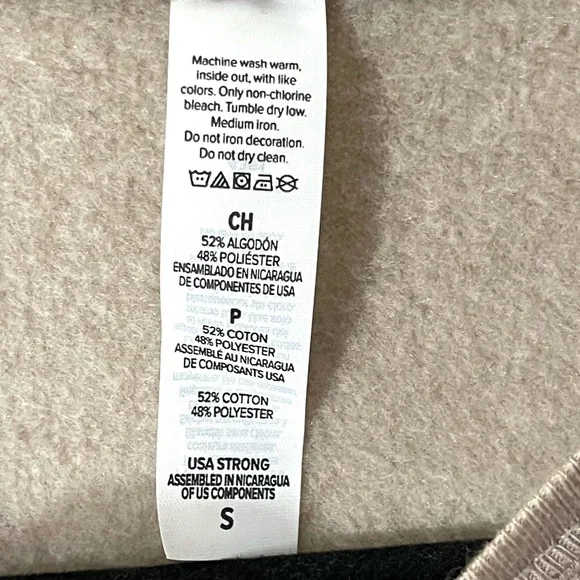 Machine wash warm,
inside out, with like
colors. Only non-chlorine
bleach. Tumble dry low.
Medium iron.
Do not iron decoration.
Do not dry clean.
CH
52% ALGODÓN
48% POLIÉSTER
ENSAMBLADO EN NICARAGUA
DE COMPONENTES DE USA
P
52% COTON
48% POLYESTER
ASSEMBLÉ AU NICARAGUA
DE COMPOSANTS USA
52% COTTON
48% POLYESTER
USA STRONG
ASSEMBLED IN NICARAGUA
OF US COMPONENTS
S